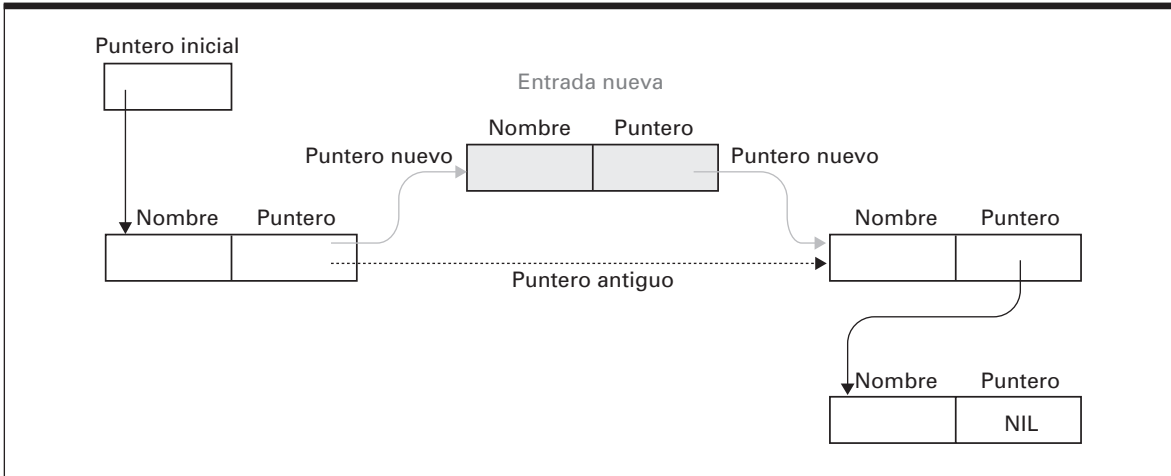 Puntero inicial
Entrada nueva
Nombre Puntero
Puntero nuevo
Puntero nuevo
Nombre Puntero
Nombre Puntero
Puntero antiguo
Nombre Puntero
NIL